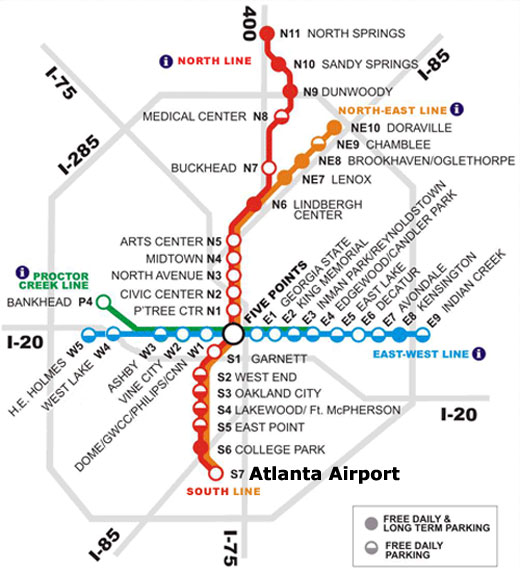 400
N11 NORTH SPRINGS
i NORTH LINE
N10 SANDY SPRINGS
I-75
I-85
N9 DUNWOODY
NORTH-EAST LINE i
MEDICAL CENTER N8
NE10 DORAVILLE
I-285
NE9 CHAMBLEE
NE8 BROOKHAVEN/OGLETHORPE
BUCKHEAD N7
NE7 LENOX
N6 LINDBERGH
CENTER
ARTS CENTER N5
MIDTOWN N4
NORTH AVENUE N3
CIVIC CENTER N2
P'TREE CTR N1
i PROCTOR
CREEK LINE
BANKHEAD P4
FIVE POINTS
E1 GEORGIA STATE
E2 KING MEMORIAL
E3 INMAN PARK/REYNOLDSTOWN
E4 EDGEWOOD/CANDLER PARK
E5 EAST LAKE
E6 DECATUR
E7 AVONDALE
E8 KENSINGTON
E9 INDIAN CREEK
I-20
H.E. HOLMES W5
WEST LAKE W4
ASHBY W3
VINE CITY W2
DOME/GWCC/PHILIPS/CNN W1
EAST-WEST LINE i
S1 GARNETT
S2 WEST END
S3 OAKLAND CITY
S4 LAKEWOOD/ Ft. McPHERSON
I-20
S5 EAST POINT
S6 COLLEGE PARK
S7 Atlanta Airport
SOUTH LINE
I-85
I-75
FREE DAILY &
LONG TERM PARKING
FREE DAILY
PARKING